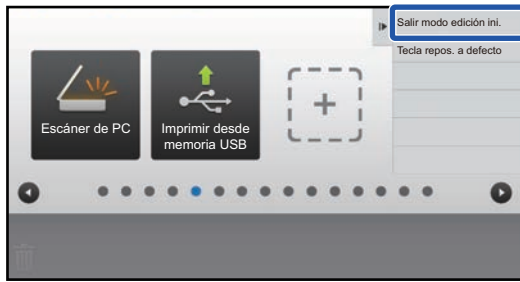 Salir modo edición ini.
Tecla repos. a defecto
Escáner de PC
Imprimir desde
memoria USB